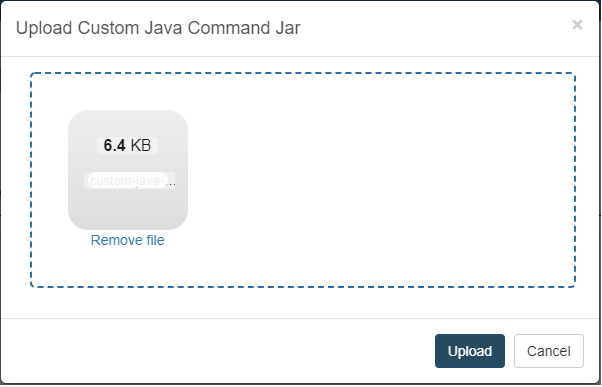 Upload Custom Java Command Jar
×
6.4 KB
custom-java-...
Remove file
Upload
Cancel